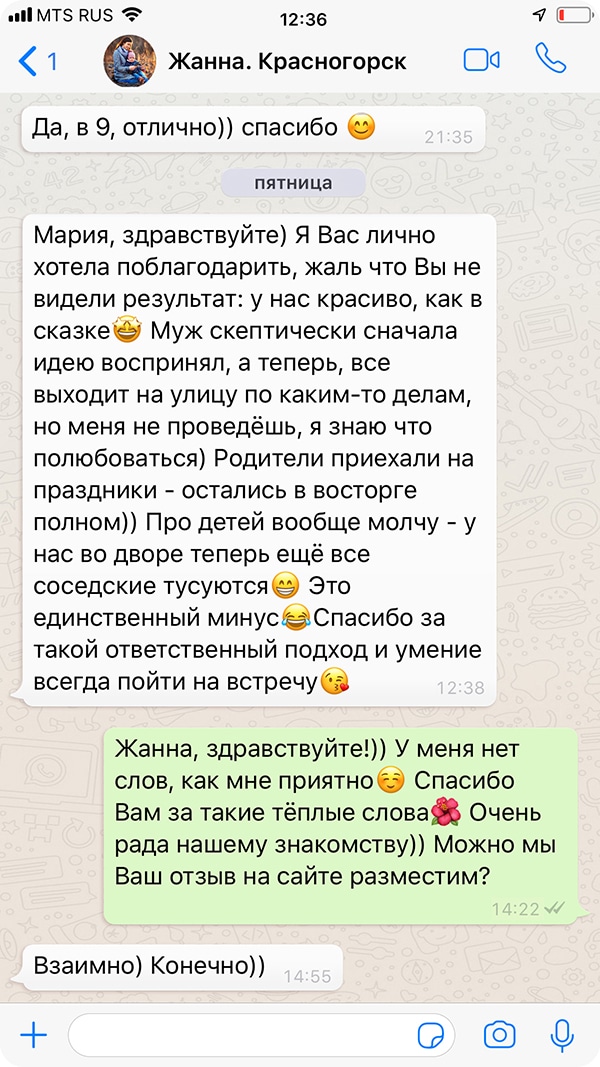 MTS RUS 12:36
1 Жанна. Красногорск
Да, в 9, отлично)) спасибо 😊
21:35
пятница
Мария, здравствуйте) Я Вас лично
хотела поблагодарить, жаль что Вы не
видели результат: у нас красиво, как в
сказке🤩 Муж скептически сначала
идею воспринял, а теперь, все
выходит на улицу по каким-то делам,
но меня не проведёшь, я знаю что
полюбоваться) Родители приехали на
праздники - остались в восторге
полном)) Про детей вообще молчу - у
нас во дворе теперь ещё все
соседские тусуются😁 Это
единственный минус😂Спасибо за
такой ответственный подход и умение
всегда пойти на встречу😘
12:38
Жанна, здравствуйте!)) У меня нет
слов, как мне приятно☺️ Спасибо
Вам за такие тёплые слова🌺 Очень
рада нашему знакомству)) Можно мы
Ваш отзыв на сайте разместим?
14:22
Взаимно) Конечно))
14:55